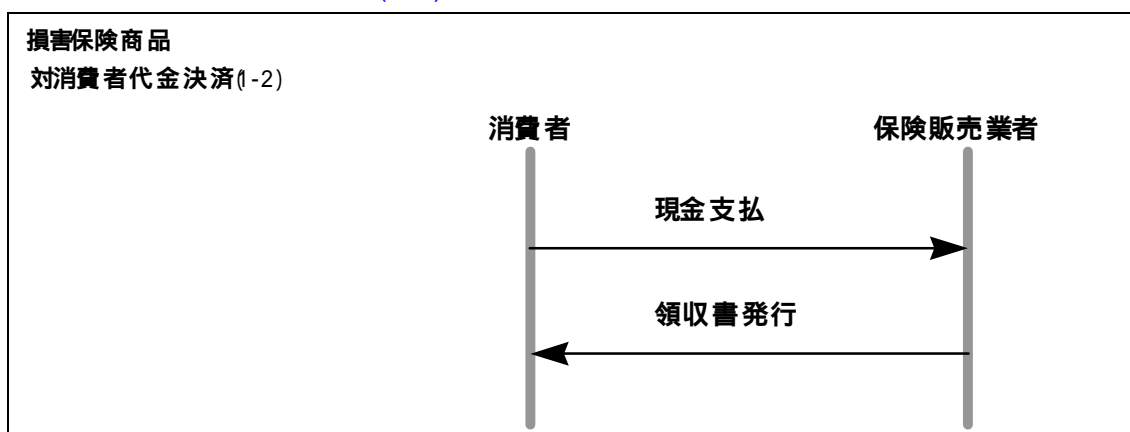 損害保険商品
対消費者代金決済(1-2)
消費者
保険販売業者
現金支払
領収書発行